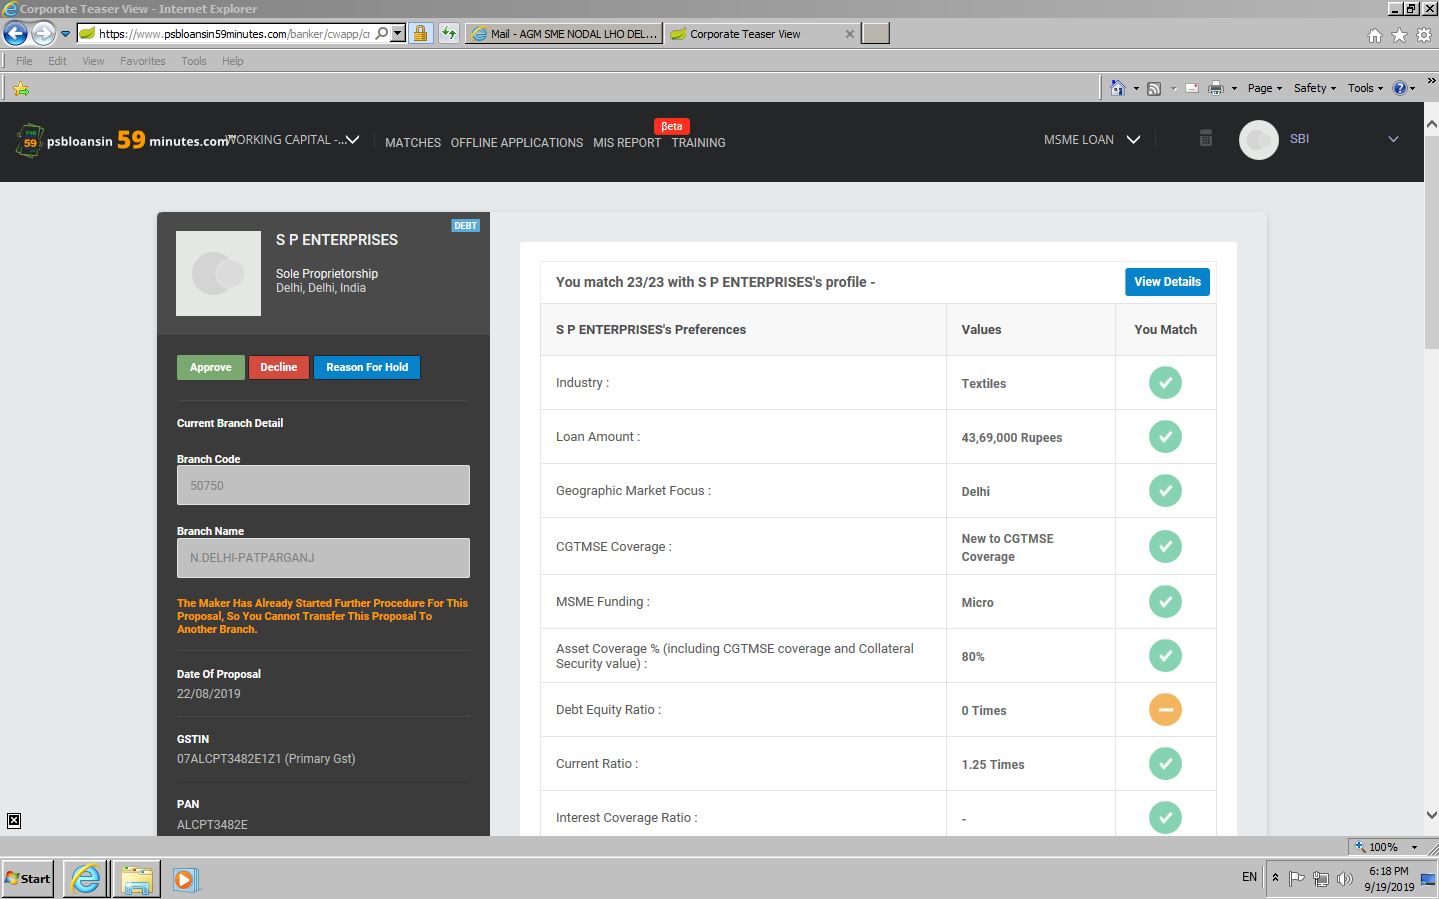 Corporate Teaser View - Internet Explorer
https://www.psbloansin59minutes.com/banker/cwapp/cr
Mail - AGM SME NODAL LHO DEL...
Corporate Teaser View
File Edit View Favorites Tools Help
Page Safety Tools
psbloansin 59 minutes.com
WORKING CAPITAL -...
MATCHES
OFFLINE APPLICATIONS
MIS REPORT
βeta
TRAINING
MSME LOAN
SBI
DEBT
S P ENTERPRISES
Sole Proprietorship
Delhi, Delhi, India
Approve Decline Reason For Hold
Current Branch Detail
Branch Code
50750
Branch Name
N.DELHI-PATPARGANJ
The Maker Has Already Started Further Procedure For This
Proposal, So You Cannot Transfer This Proposal To
Another Branch.
Date Of Proposal
22/08/2019
GSTIN
07ALCPT3482E1Z1 (Primary Gst)
PAN
ALCPT3482E
You match 23/23 with S P ENTERPRISES's profile -
View Details
S P ENTERPRISES's Preferences Values You Match
Industry : Textiles
Loan Amount : 43,69,000 Rupees
Geographic Market Focus : Delhi
CGTMSE Coverage : New to CGTMSE
Coverage
MSME Funding : Micro
Asset Coverage % (including CGTMSE coverage and Collateral
Security value) : 80%
Debt Equity Ratio : 0 Times
Current Ratio : 1.25 Times
Interest Coverage Ratio : -
100%
Start
EN
6:18 PM
9/19/2019